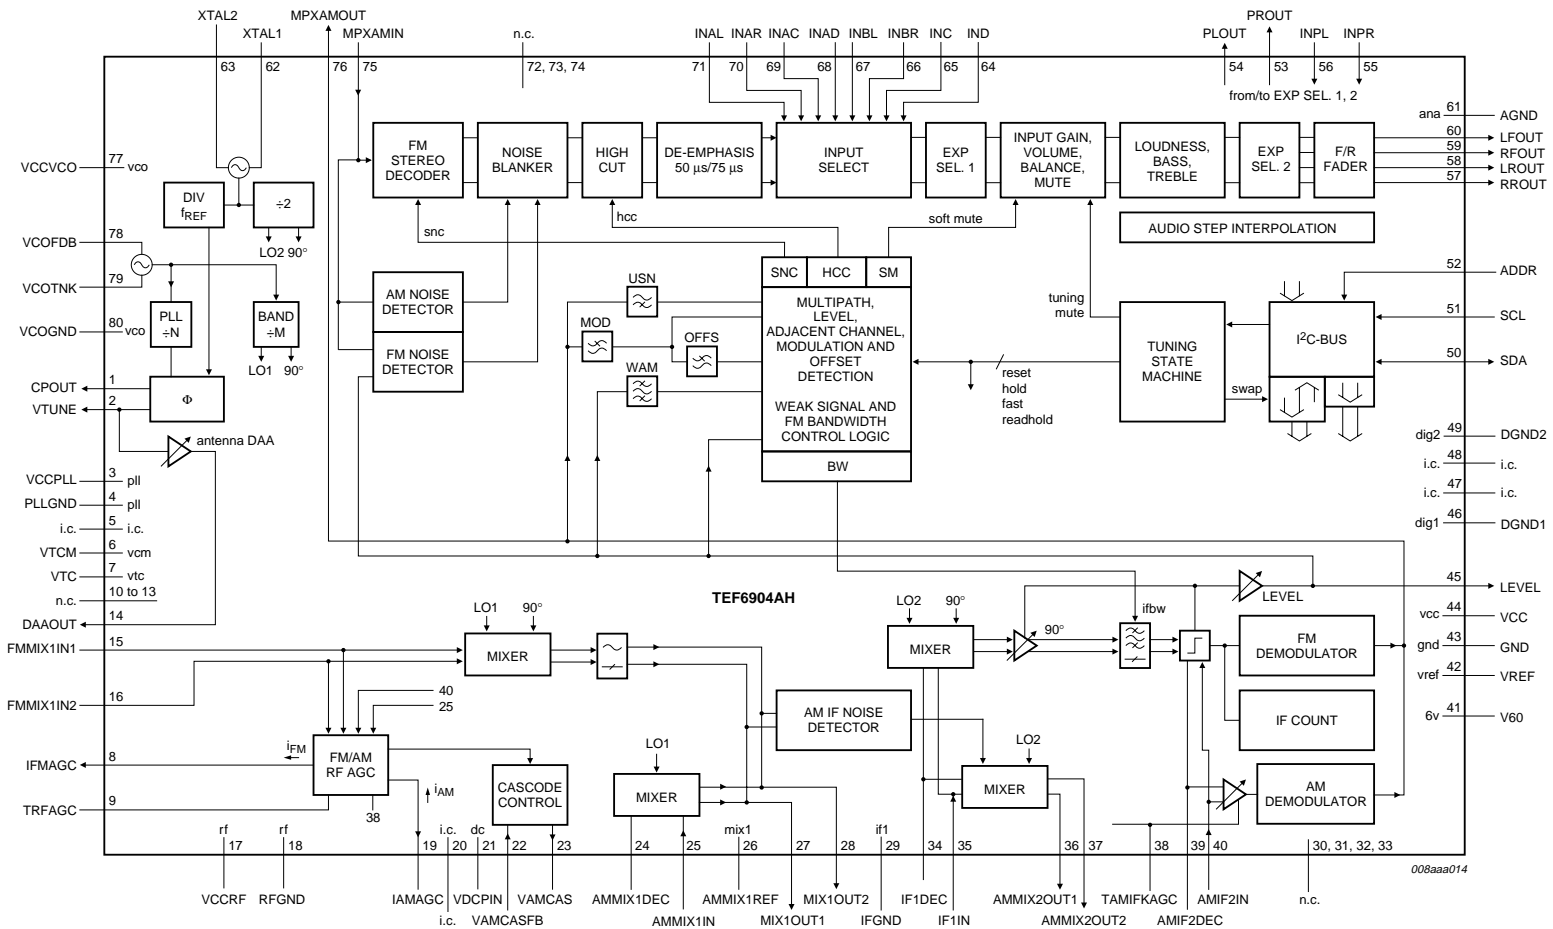 XTAL2
MPXAMOUT
PROUT
XTAL1
MPXAMIN
n.c.
INAL INAR INAC INAD INBL INBR INC IND
PLOUT
INPL INPR
63 62 76 75
72, 73, 74
71 70 69 68 67 66 65 64
54 53 56 55
from/to EXP SEL. 1, 2
ana 61 AGND
60 LFOUT
59 RFOUT
58 LROUT
57 RROUT
VCCVCO 77 vco
FM
STEREO
DECODER
NOISE
BLANKER
HIGH
CUT
DE-EMPHASIS
50 μs/75 μs
INPUT
SELECT
EXP
SEL. 1
INPUT GAIN,
VOLUME,
BALANCE,
MUTE
LOUDNESS,
BASS,
TREBLE
EXP
SEL. 2
F/R
FADER
DIV
fREF
÷2
LO2 90°
snc
hcc
soft mute
AUDIO STEP INTERPOLATION
VCOFDB 78
VCOTNK 79
VCOGND 80 vco
PLL
÷N
BAND
÷M
LO1 90°
CPOUT 1
VTUNE 2
Φ
antenna DAA
AM NOISE
DETECTOR
FM NOISE
DETECTOR
USN
MOD
OFFS
WAM
SNC HCC SM
MULTIPATH,
LEVEL,
ADJACENT CHANNEL,
MODULATION AND
OFFSET
DETECTION
WEAK SIGNAL AND
FM BANDWIDTH
CONTROL LOGIC
BW
tuning
mute
reset
hold
fast
readhold
TUNING
STATE
MACHINE
swap
I2C-BUS
52 ADDR
51 SCL
50 SDA
dig2 49 DGND2
i.c. 48 i.c.
i.c. 47 i.c.
dig1 46 DGND1
VCCPLL 3 pll
PLLGND 4 pll
i.c. 5 i.c.
VTCM 6 vcm
VTC 7 vtc
n.c. 10 to 13
DAAOUT 14
FMMIX1IN1 15
FMMIX1IN2 16
TEF6904AH
LO1 90°
MIXER
LO2 90°
MIXER
90°
ifbw
LEVEL
45 LEVEL
vcc 44 VCC
gnd 43 GND
vref 42 VREF
6v 41 V60
FM
DEMODULATOR
IF COUNT
AM
DEMODULATOR
40
25
IFMAGC 8
iFM
TRFAGC 9
FM/AM
RF AGC
38
iAM
CASCODE
CONTROL
LO1
MIXER
AM IF NOISE
DETECTOR
LO2
MIXER
rf rf i.c. dc mix1 if1
17 18 19 20 21 22 23 24 25 26 27 28 29 34 35 36 37 38 39 40 30, 31, 32, 33
008aaa014
VCCRF RFGND IAMAGC VDCPIN VAMCAS AMMIX1DEC AMMIX1REF MIX1OUT2 IF1DEC AMMIX2OUT1 TAMIFKAGC AMIF2IN n.c.
i.c. VAMCASFB AMMIX1IN MIX1OUT1 IFGND IF1IN AMMIX2OUT2 AMIF2DEC